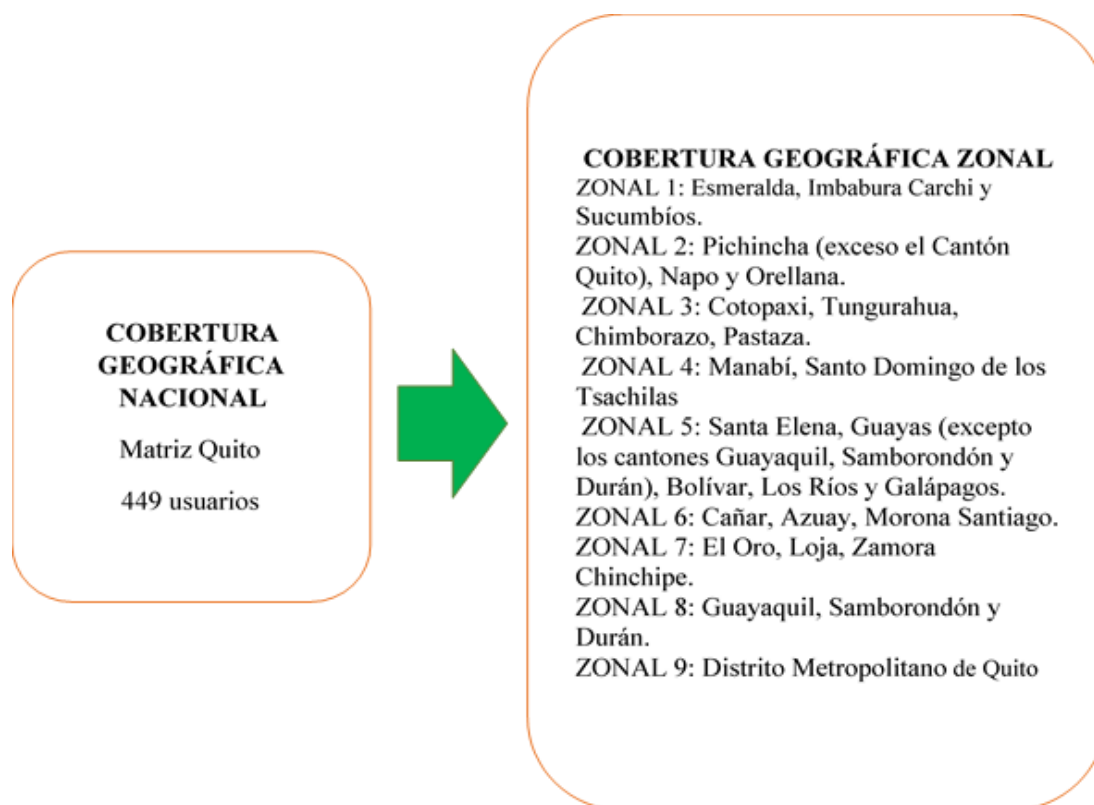 COBERTURA
GEOGRÁFICA
NACIONAL
Matriz Quito
449 usuarios
COBERTURA GEOGRÁFICA ZONAL
ZONAL 1: Esmeralda, Imbabura Carchi y
Sucumbíos.
ZONAL 2: Pichincha (exceso el Cantón
Quito), Napo y Orellana.
ZONAL 3: Cotopaxi, Tungurahua,
Chimborazo, Pastaza.
ZONAL 4: Manabí, Santo Domingo de los
Tsachilas
ZONAL 5: Santa Elena, Guayas (excepto
los cantones Guayaquil, Samborondón y
Durán), Bolívar, Los Ríos y Galápagos.
ZONAL 6: Cañar, Azuay, Morona Santiago.
ZONAL 7: El Oro, Loja, Zamora
Chinchipe.
ZONAL 8: Guayaquil, Samborondón y
Durán.
ZONAL 9: Distrito Metropolitano de Quito